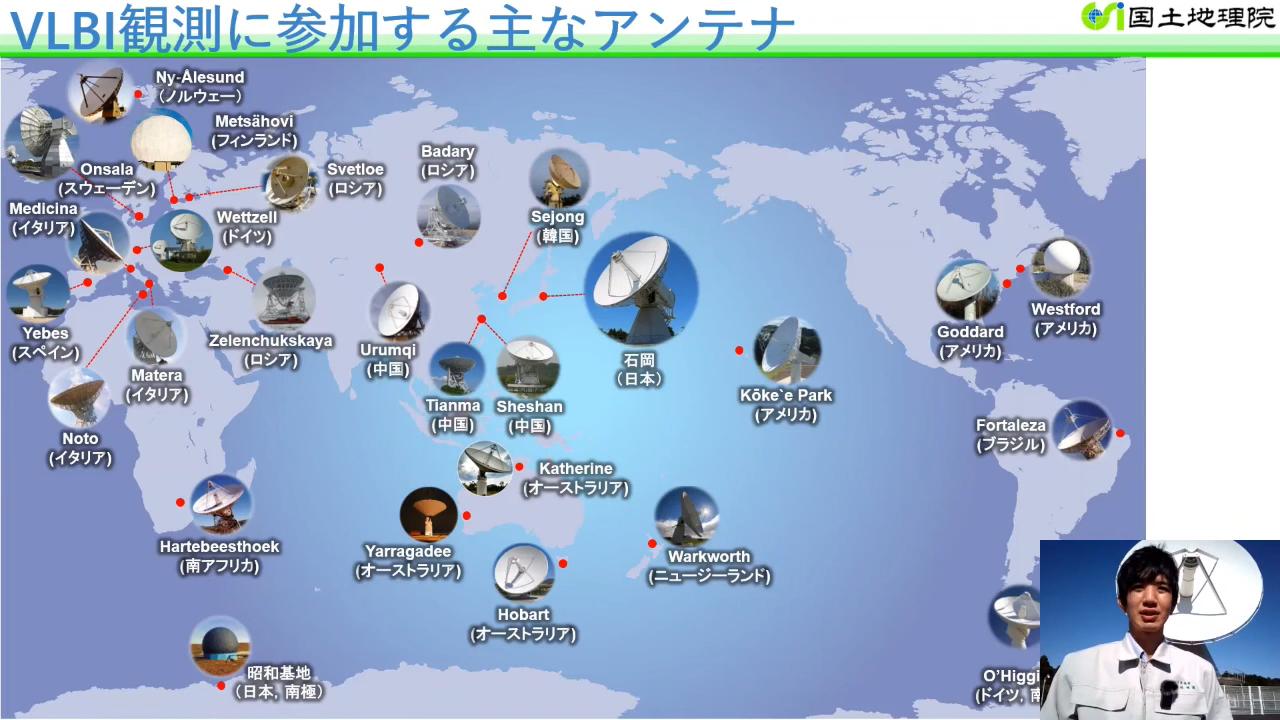 VLBI観測に参加する主なアンテナ
国土地理院
Ny-Ålesund
(ノルウェー)
Metsähovi
(フィンランド)
Onsala
(スウェーデン)
Svetloe
(ロシア)
Badary
(ロシア)
Medicina
(イタリア)
Wettzell
(ドイツ)
Sejong
(韓国)
Yebes
(スペイン)
Zelenchukskaya
(ロシア)
Urumqi
(中国)
石岡
(日本)
Goddard
(アメリカ)
Westford
(アメリカ)
Matera
(イタリア)
Tianma
(中国)
Sheshan
(中国)
Kōke`e Park
(アメリカ)
Noto
(イタリア)
Fortaleza
(ブラジル)
Katherine
(オーストラリア)
Hartebeesthoek
(南アフリカ)
Yarragadee
(オーストラリア)
Warkworth
(ニュージーランド)
Hobart
(オーストラリア)
昭和基地
(日本, 南極)
O'Higgi
(ドイツ, 南